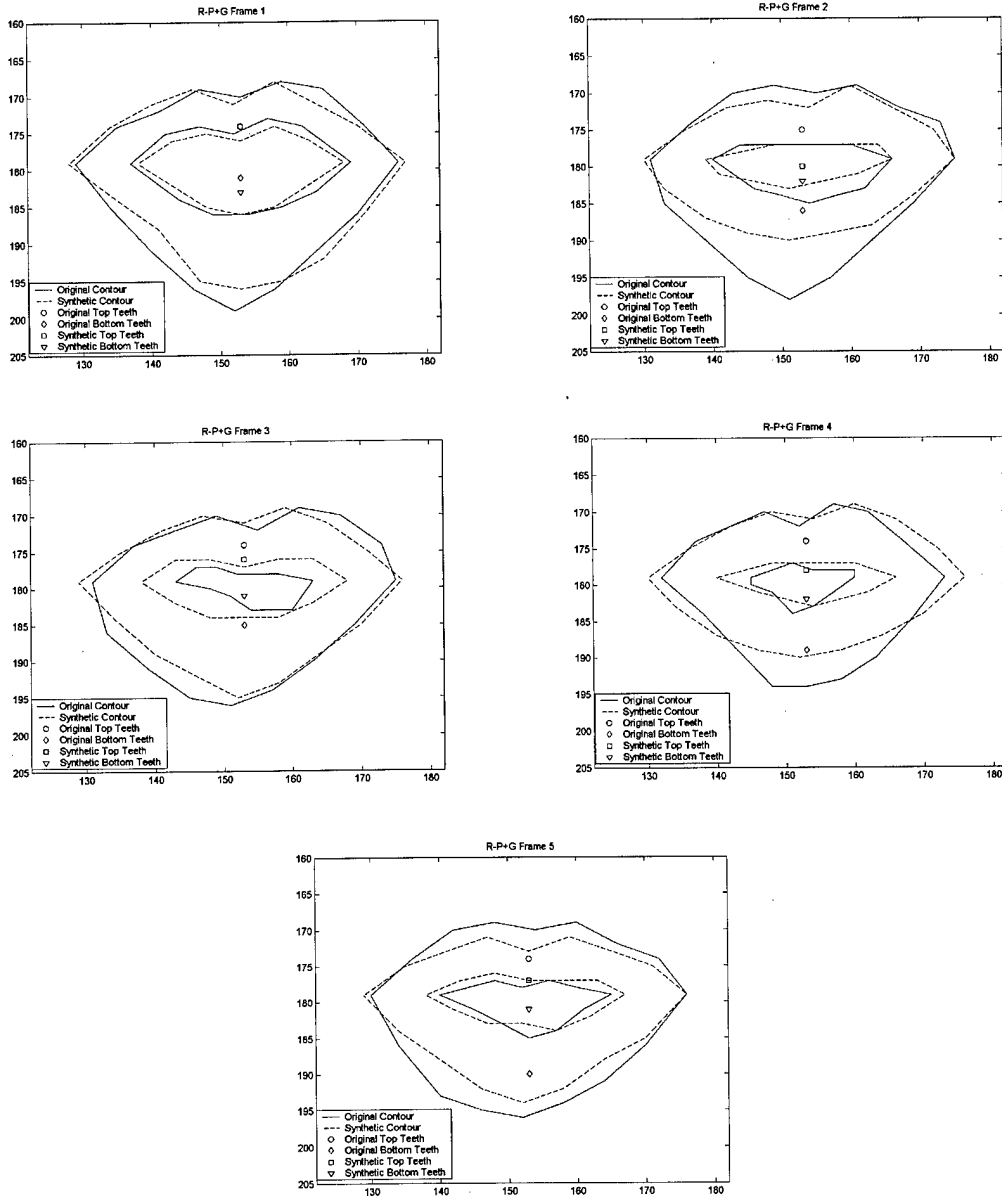 R-P+G Frame 1
160
165
170
175
180
185
190
195
200
205
130 140 150 160 170 180
Original Contour
Synthetic Contour
Original Top Teeth
Original Bottom Teeth
Synthetic Top Teeth
Synthetic Bottom Teeth
R-P+G Frame 2
160
165
170
175
180
185
190
195
200
205
130 140 150 160 170 180
Original Contour
Synthetic Contour
Original Top Teeth
Original Bottom Teeth
Synthetic Top Teeth
Synthetic Bottom Teeth
R-P+G Frame 3
160
165
170
175
180
185
190
195
200
205
130 140 150 160 170 180
Original Contour
Synthetic Contour
Original Top Teeth
Original Bottom Teeth
Synthetic Top Teeth
Synthetic Bottom Teeth
R-P+G Frame 4
160
165
170
175
180
185
190
195
200
205
130 140 150 160 170 180
Original Contour
Synthetic Contour
Original Top Teeth
Original Bottom Teeth
Synthetic Top Teeth
Synthetic Bottom Teeth
R-P+G Frame 5
160
165
170
175
180
185
190
195
200
205
130 140 150 160 170 180
Original Contour
Synthetic Contour
Original Top Teeth
Original Bottom Teeth
Synthetic Top Teeth
Synthetic Bottom Teeth